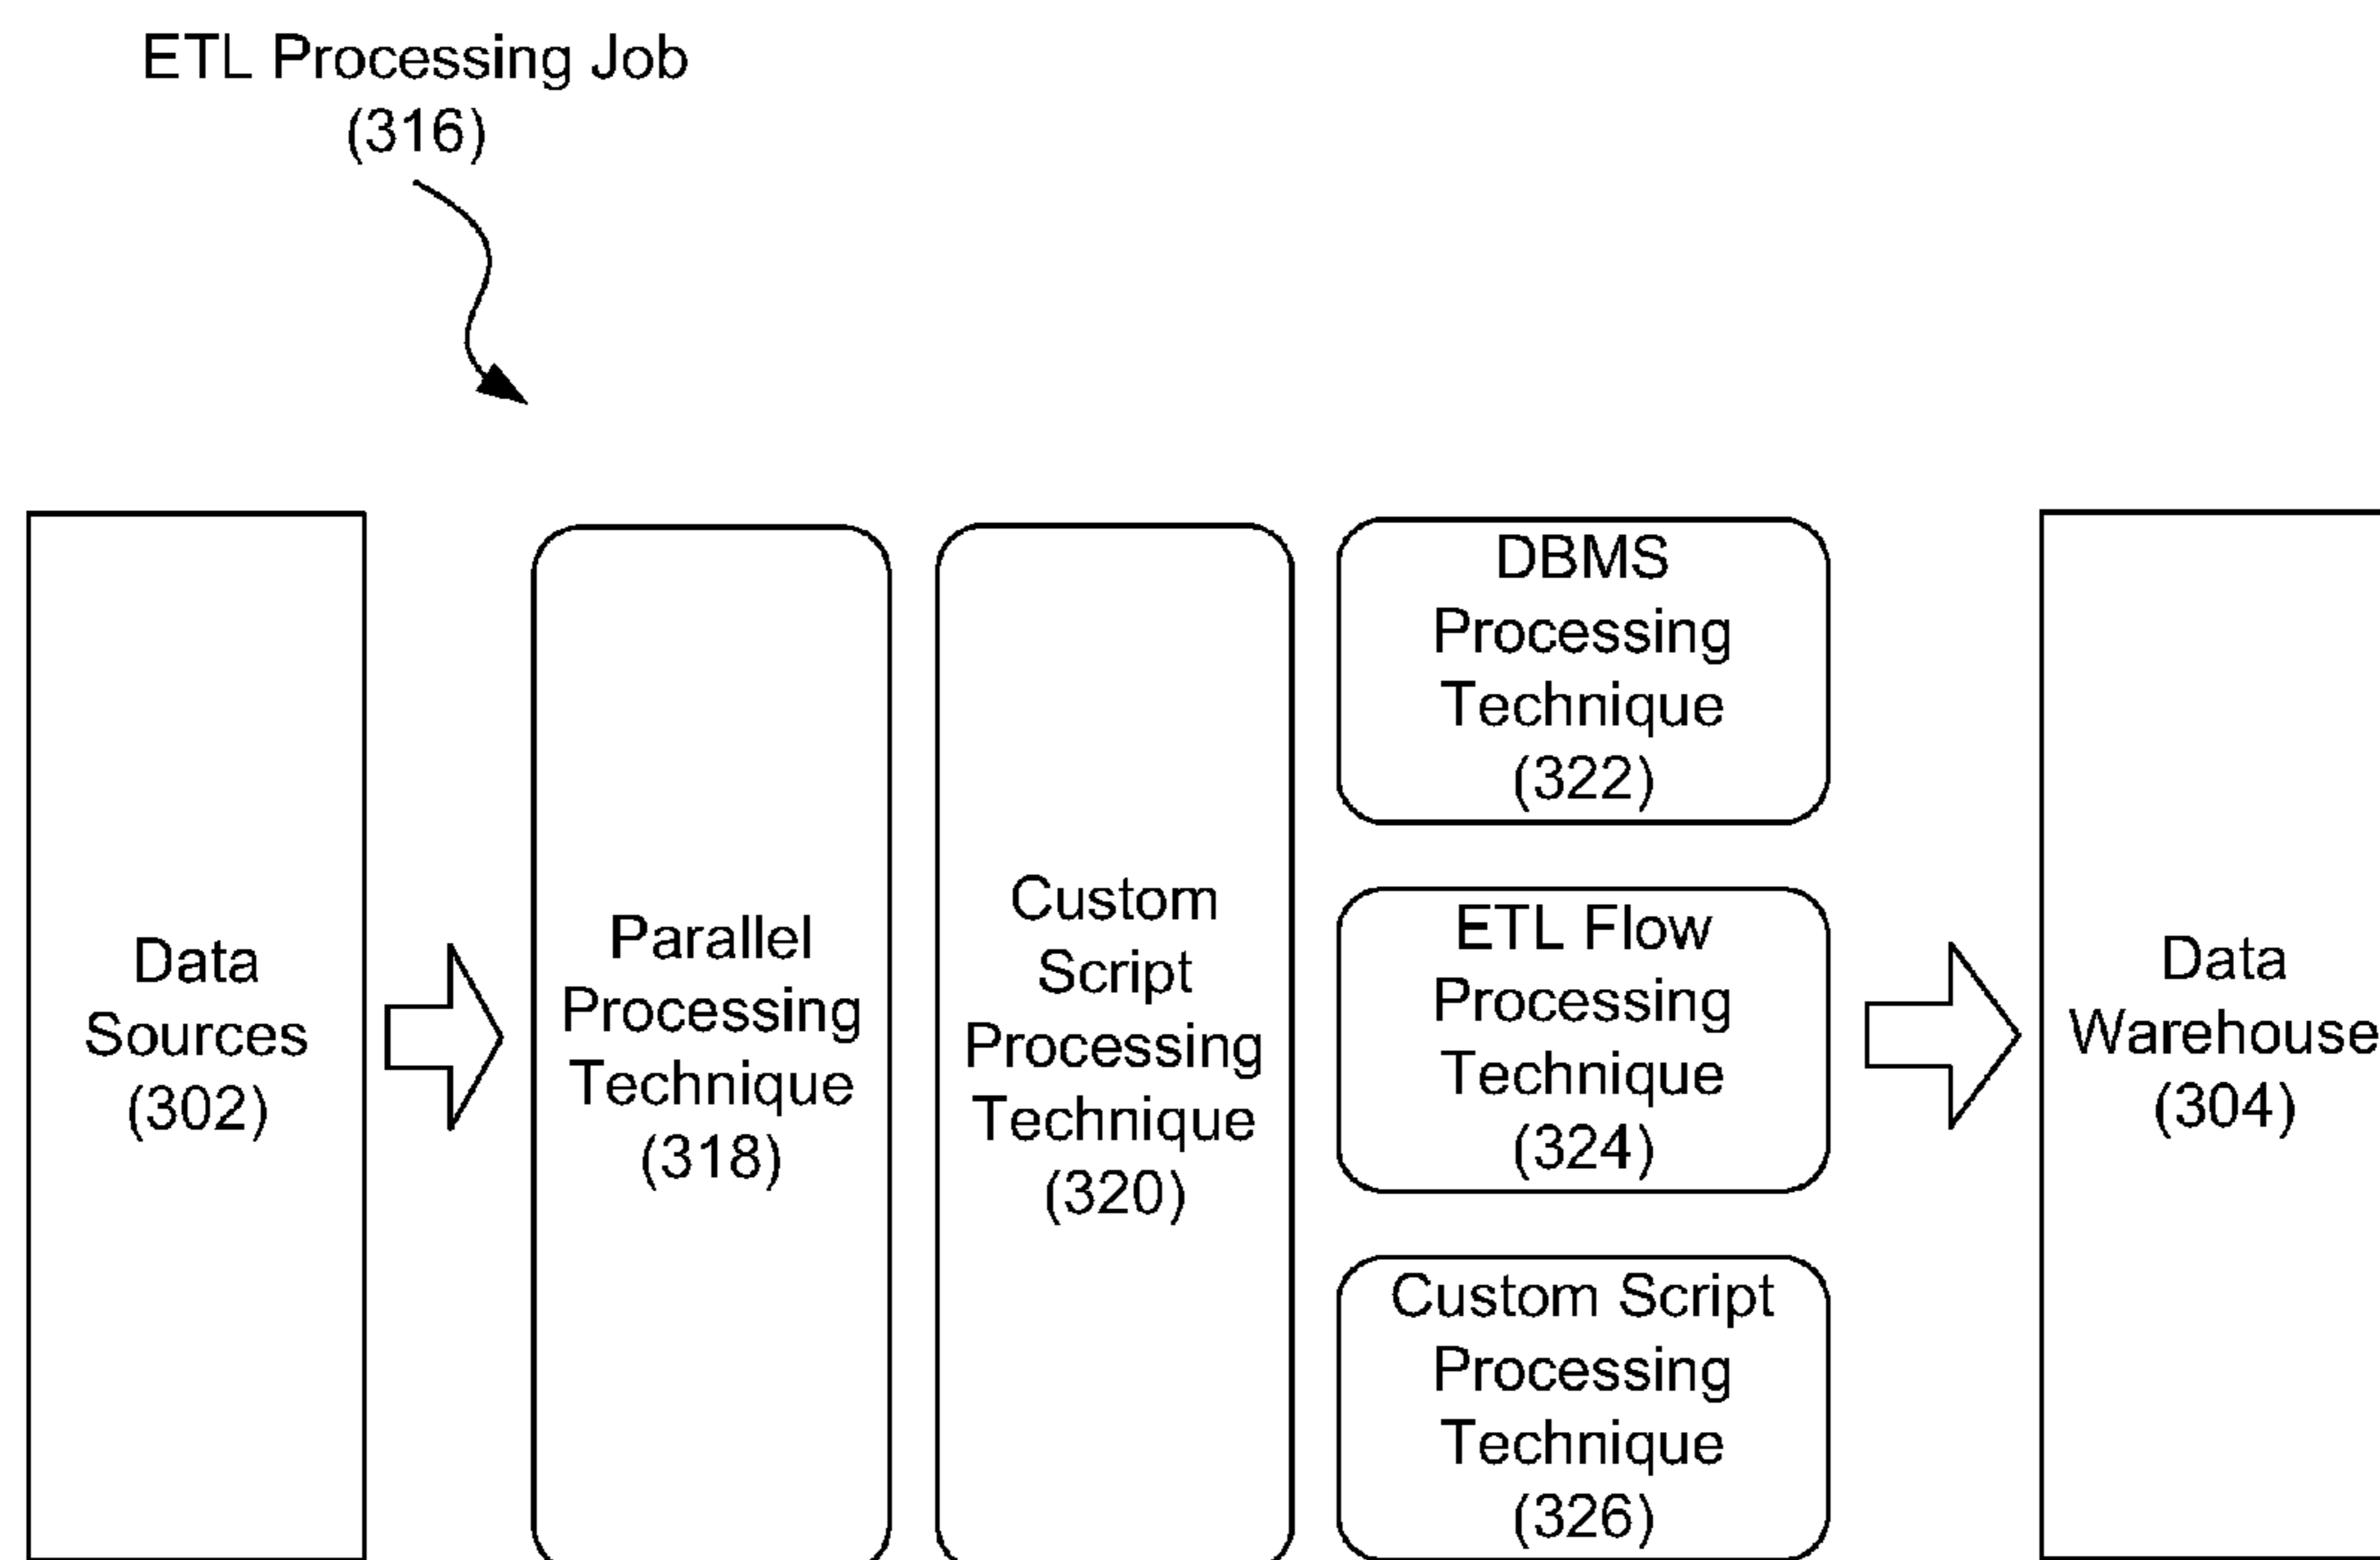 ETL Processing Job
(316)
Data
Sources
(302)
Parallel
Processing
Technique
(318)
Custom
Script
Processing
Technique
(320)
DBMS
Processing
Technique
(322)
ETL Flow
Processing
Technique
(324)
Custom Script
Processing
Technique
(326)
Data
Warehouse
(304)